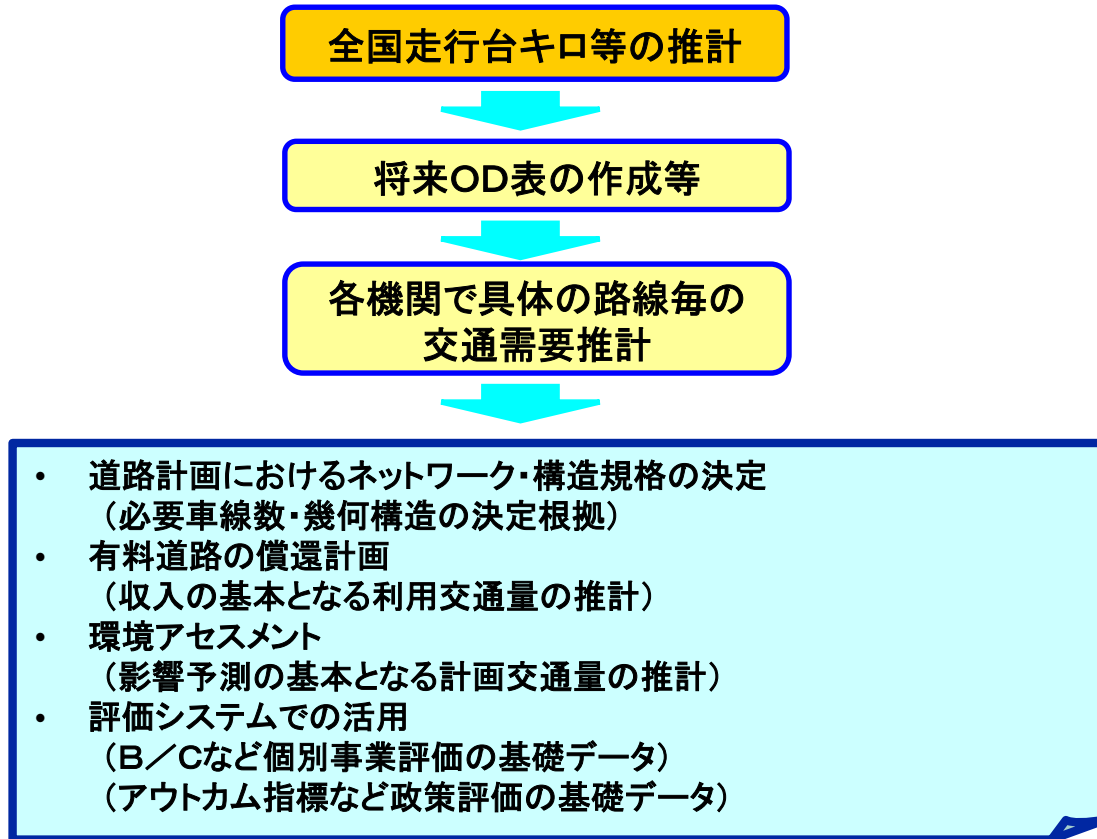 全国走行台キロ等の推計
将来OD表の作成等
各機関で具体の路線毎の
交通需要推計
・ 道路計画におけるネットワーク・構造規格の決定
（必要車線数・幾何構造の決定根拠）
・ 有料道路の償還計画
（収入の基本となる利用交通量の推計）
・ 環境アセスメント
（影響予測の基本となる計画交通量の推計）
・ 評価システムでの活用
（B／Cなど個別事業評価の基礎データ）
（アウトカム指標など政策評価の基礎データ）